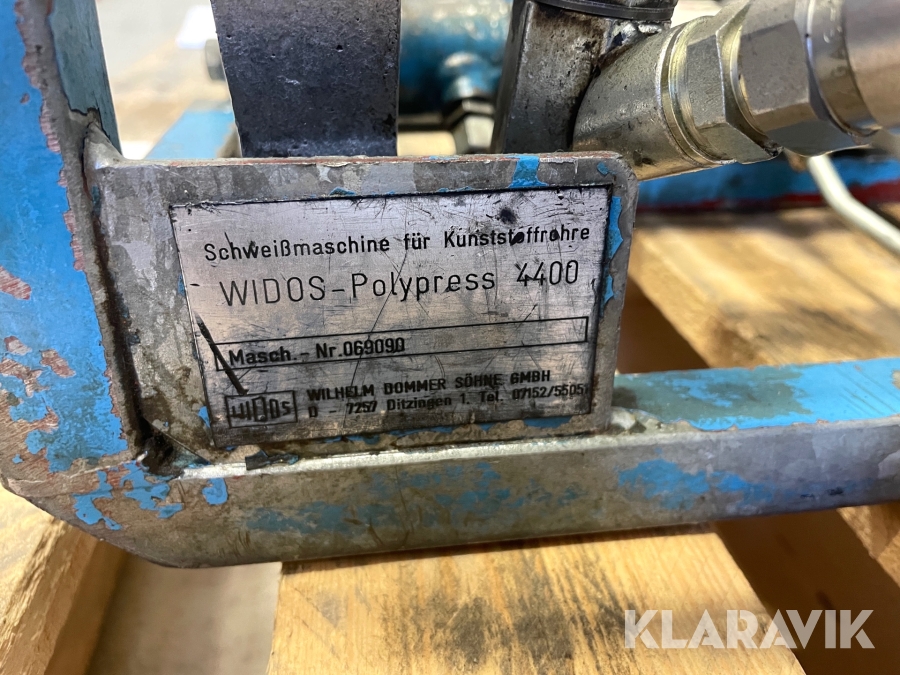 Schweißmaschine für Kunststoffrohre
WIDOS-Polypress 4400
Masch.-Nr.069090
WIDOS
WILHELM DOMMER SÖHNE GMBH
D - 7257 Ditzingen 1. Tel. 07152/5505
KLARAVIK